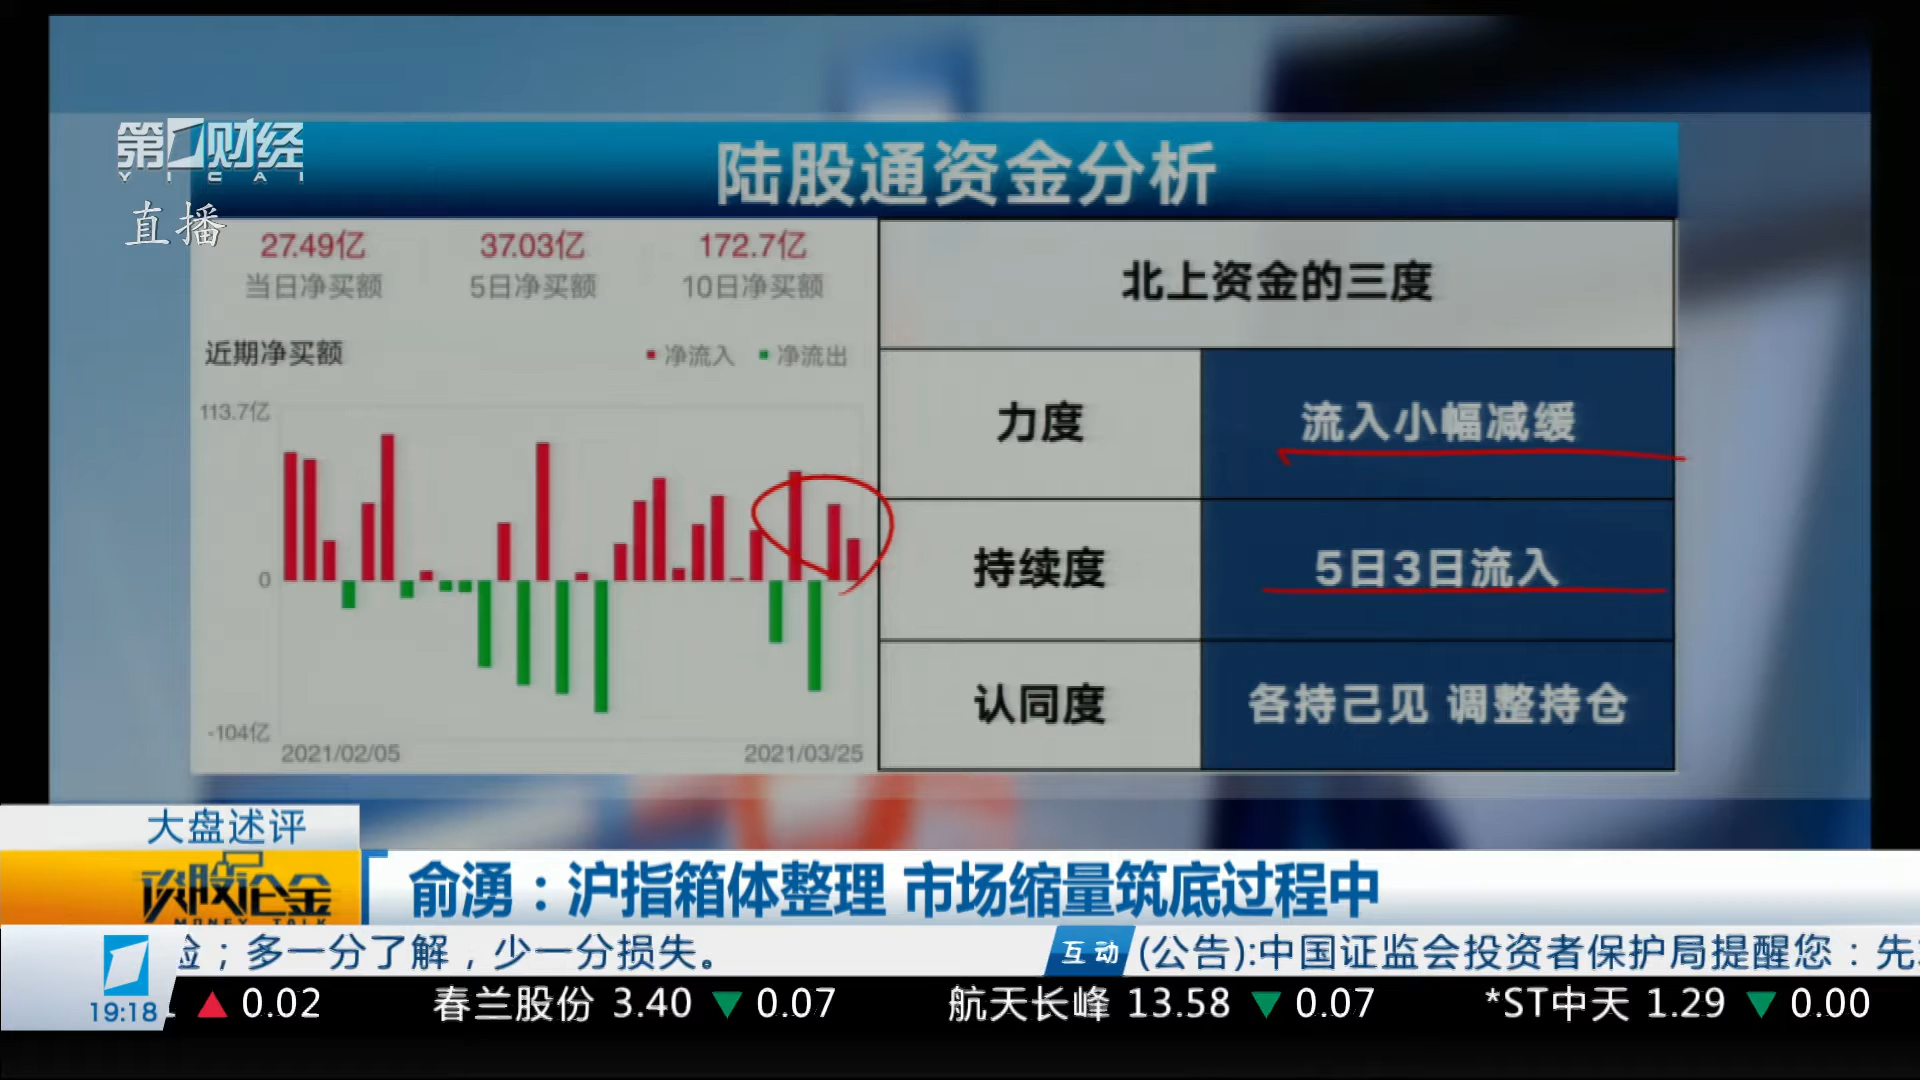 第1财经
YICAI
直播
陆股通资金分析
27.49亿 37.03亿 172.7亿
当日净买额 5日净买额 10日净买额
近期净买额 净流入 净流出
113.7亿
0
-104亿
2021/02/05 2021/03/25
北上资金的三度
力度 流入小幅减缓
持续度 5日3日流入
认同度 各持己见 调整持仓
大盘述评
谈股论金
MONEY TALK
俞湧：沪指箱体整理 市场缩量筑底过程中
；多一分了解，少一分损失。 互动 (公告):中国证监会投资者保护局提醒您：先
19:18 ▲ 0.02 春兰股份 3.40 ▼ 0.07 航天长峰 13.58 ▼ 0.07 *ST中天 1.29 ▼ 0.00